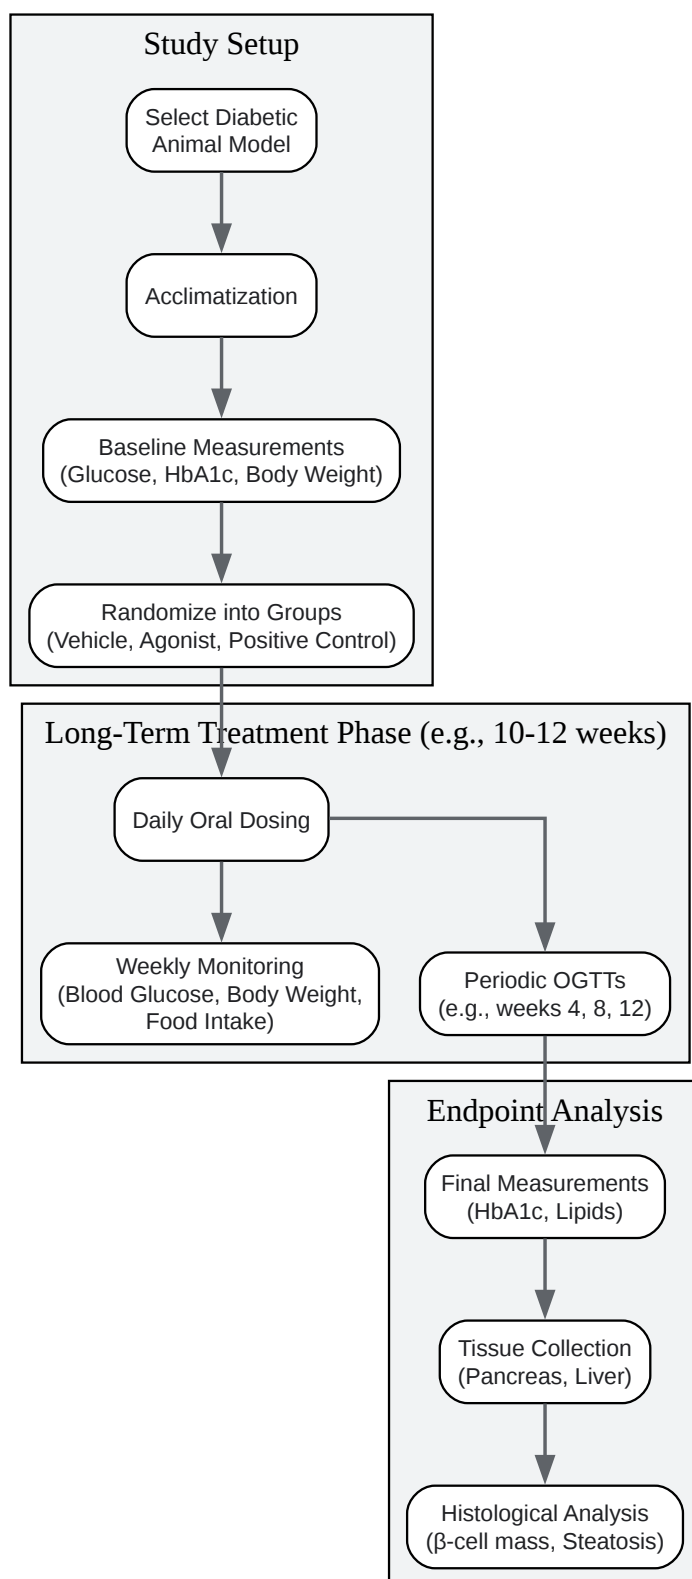 Study Setup
Select Diabetic
Animal Model
Acclimatization
Baseline Measurements
(Glucose, HbA1c, Body Weight)
Randomize into Groups
(Vehicle, Agonist, Positive Control)
Long-Term Treatment Phase (e.g., 10-12 weeks)
Daily Oral Dosing
Weekly Monitoring
(Blood Glucose, Body Weight,
Food Intake)
Periodic OGTTs
(e.g., weeks 4, 8, 12)
Endpoint Analysis
Final Measurements
(HbA1c, Lipids)
Tissue Collection
(Pancreas, Liver)
Histological Analysis
(β-cell mass, Steatosis)